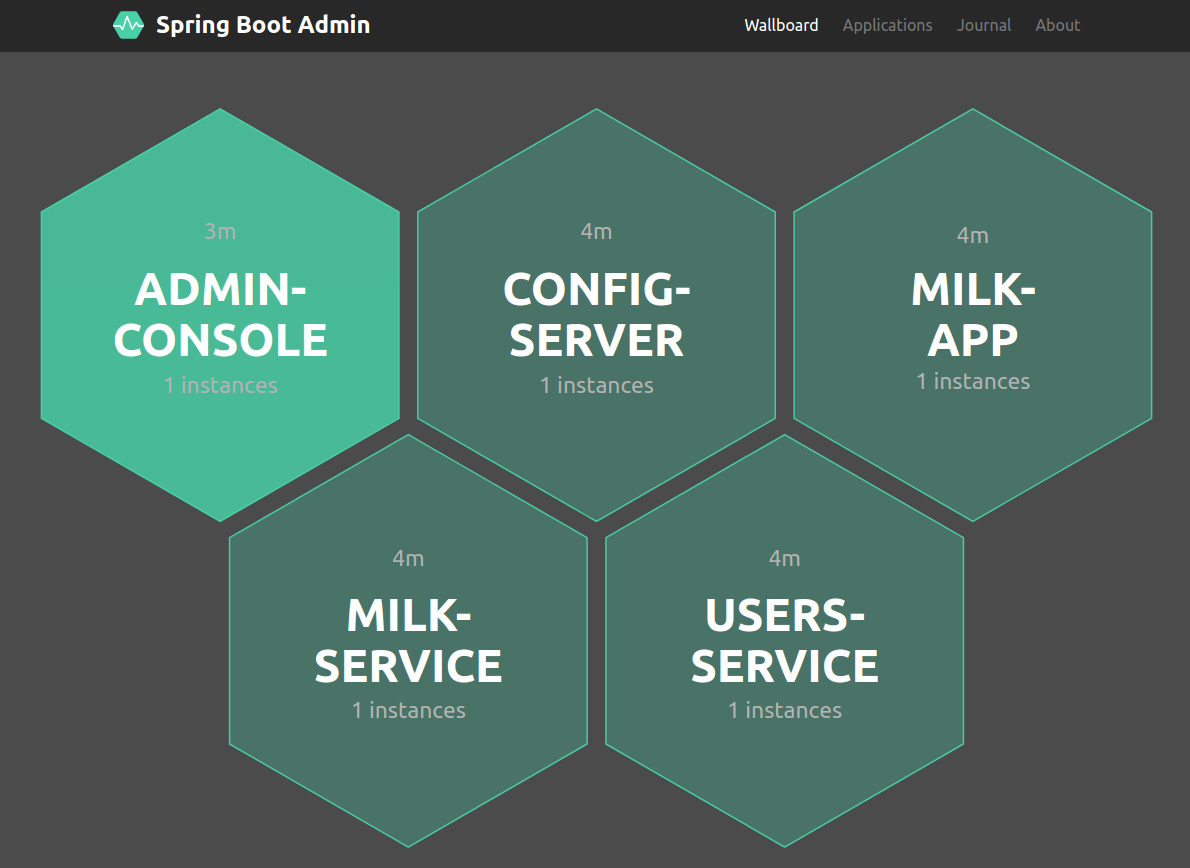 Spring Boot Admin
Wallboard Applications Journal About
3m
ADMIN-
CONSOLE
1 instances
4m
CONFIG-
SERVER
1 instances
4m
MILK-
APP
1 instances
4m
MILK-
SERVICE
1 instances
4m
USERS-
SERVICE
1 instances